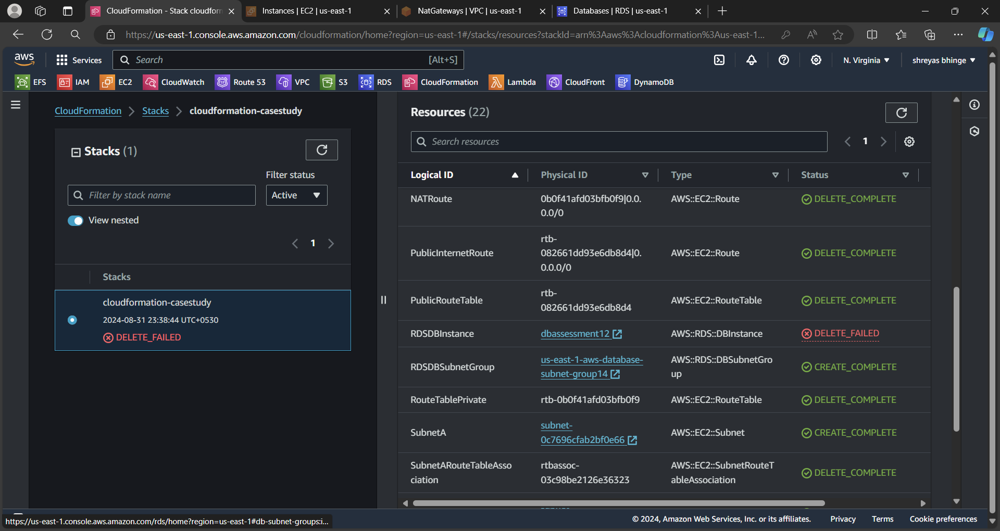 CloudFormation - Stack cloudform
Instances | EC2 | us-east-1
NatGateways | VPC | us-east-1
Databases | RDS | us-east-1
https://us-east-1.console.aws.amazon.com/cloudformation/home?region=us-east-1#/stacks/resources?stackId=arn%3Aaws%3Acloudformation%3Aus-east-1...
aws
Services
Search
[Alt+S]
N. Virginia
shreyas bhinge
EFS
IAM
EC2
CloudWatch
Route 53
VPC
S3
RDS
CloudFormation
Lambda
CloudFront
DynamoDB
CloudFormation
Stacks
cloudformation-casestudy
Stacks (1)
Filter status
Filter by stack name
Active
View nested
1
Stacks
cloudformation-casestudy
2024-08-31 23:38:44 UTC+0530
DELETE_FAILED
Resources (22)
Search resources
1
Logical ID
Physical ID
Type
Status
NATRoute
0b0f41afd03bfb0f9|0.0.
0.0/0
AWS::EC2::Route
DELETE_COMPLETE
PublicInternetRoute
rtb-
082661dd93e6db8d4|0.
0.0.0/0
AWS::EC2::Route
DELETE_COMPLETE
PublicRouteTable
rtb-
082661dd93e6db8d4
AWS::EC2::RouteTable
DELETE_COMPLETE
RDSDBInstance
dbassessment12
AWS::RDS::DBInstance
DELETE_FAILED
RDSDBSubnetGroup
us-east-1-aws-database-
subnet-group14
AWS::RDS::DBSubnetGro
up
CREATE_COMPLETE
RouteTablePrivate
rtb-0b0f41afd03bfb0f9
AWS::EC2::RouteTable
DELETE_COMPLETE
SubnetA
subnet-
0c7696cfab2bf0e66
AWS::EC2::Subnet
CREATE_COMPLETE
SubnetARouteTableAsso
ciation
rtbassoc-
03c98be2126e36323
AWS::EC2::SubnetRouteT
ableAssociation
DELETE_COMPLETE
https://us-east-1.console.aws.amazon.com/rds/home?region=us-east-1#db-subnet-groups:i...
© 2024, Amazon Web Services, Inc. or its affiliates.
Privacy
Terms
Cookie preferences